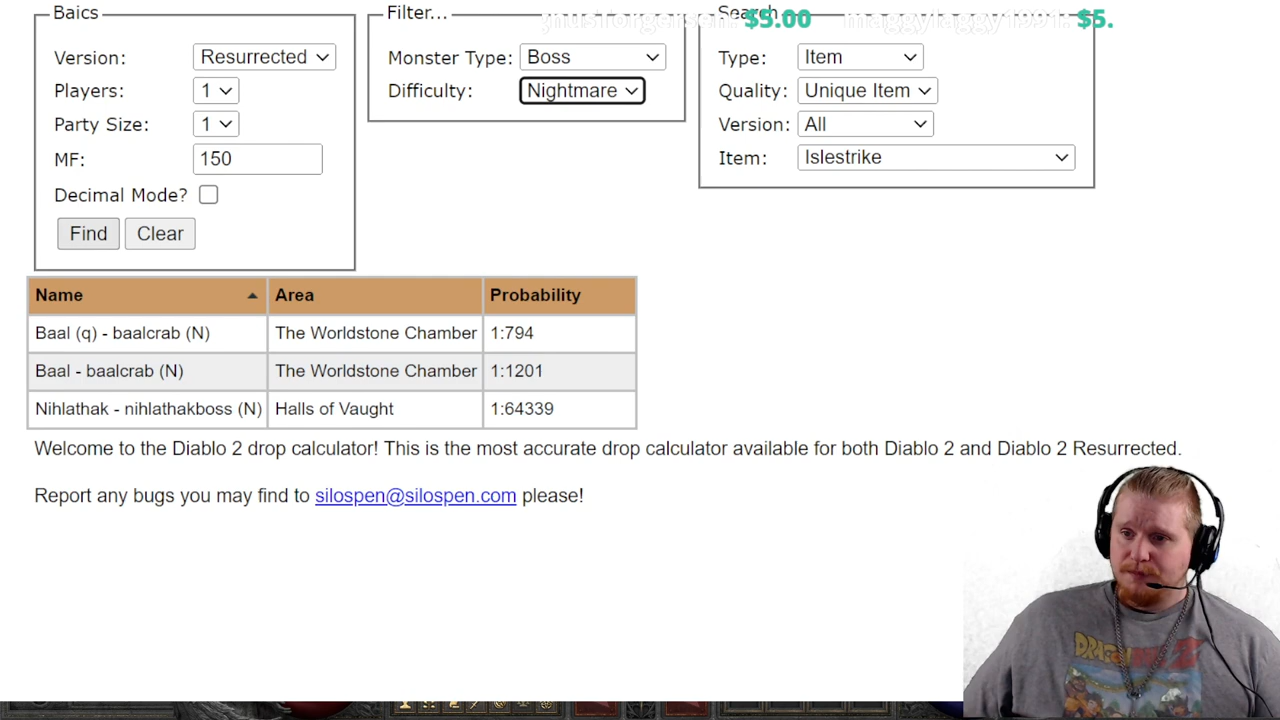 Baics
Version: Resurrected
Players: 1
Party Size: 1
MF: 150
Decimal Mode?
Find Clear
Filter...
Monster Type: Boss
Difficulty: Nightmare
Search
$5.00 maggylaggy1991: $5.
Type: Item
Quality: Unique Item
Version: All
Item: Islestrike
Name Area Probability
Baal (q) - baalcrab (N) The Worldstone Chamber 1:794
Baal - baalcrab (N) The Worldstone Chamber 1:1201
Nihlathak - nihlathakboss (N) Halls of Vaught 1:64339
Welcome to the Diablo 2 drop calculator! This is the most accurate drop calculator available for both Diablo 2 and Diablo 2 Resurrected.
Report any bugs you may find to silospen@silospen.com please!